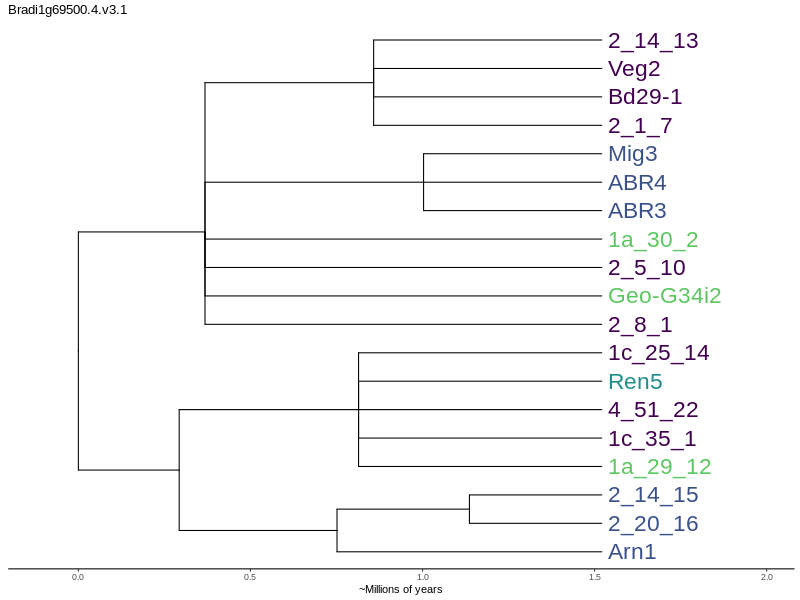 Bradi1g69500.4.v3.1
2_14_13
Veg2
Bd29-1
2_1_7
Mig3
ABR4
ABR3
1a_30_2
2_5_10
Geo-G34i2
2_8_1
1c_25_14
Ren5
4_51_22
1c_35_1
1a_29_12
2_14_15
2_20_16
Arn1
0.0 0.5 1.0 1.5 2.0
~Millions of years